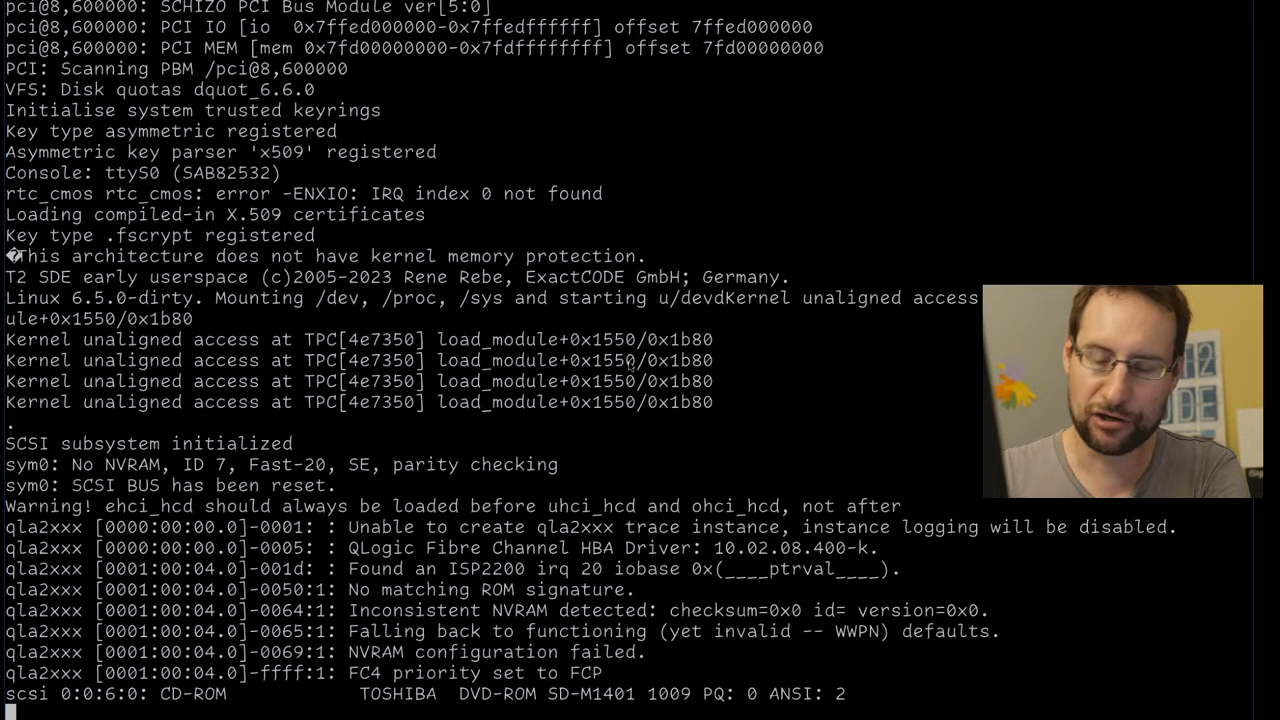 pci@8,600000: SCHIZO PCI Bus Module ver[5:0]
pci@8,600000: PCI IO [io  0x7ffed000000-0x7ffedffffff] offset 7ffed000000
pci@8,600000: PCI MEM [mem 0x7fd00000000-0x7fdffffffff] offset 7fd00000000
PCI: Scanning PBM /pci@8,600000
VFS: Disk quotas dquot_6.6.0
Initialise system trusted keyrings
Key type asymmetric registered
Asymmetric key parser 'x509' registered
Console: ttyS0 (SAB82532)
rtc_cmos rtc_cmos: error -ENXIO: IRQ index 0 not found
Loading compiled-in X.509 certificates
Key type .fscrypt registered
�This architecture does not have kernel memory protection.
T2 SDE early userspace (c)2005-2023 Rene Rebe, ExactCODE GmbH; Germany.
Linux 6.5.0-dirty. Mounting /dev, /proc, /sys and starting u/devdKernel unaligned access
ule+0x1550/0x1b80
Kernel unaligned access at TPC[4e7350] load_module+0x1550/0x1b80
Kernel unaligned access at TPC[4e7350] load_module+0x1550/0x1b80
Kernel unaligned access at TPC[4e7350] load_module+0x1550/0x1b80
Kernel unaligned access at TPC[4e7350] load_module+0x1550/0x1b80
.
SCSI subsystem initialized
sym0: No NVRAM, ID 7, Fast-20, SE, parity checking
sym0: SCSI BUS has been reset.
Warning! ehci_hcd should always be loaded before uhci_hcd and ohci_hcd, not after
qla2xxx [0000:00:00.0]-0001: : Unable to create qla2xxx trace instance, instance logging will be disabled.
qla2xxx [0000:00:00.0]-0005: : QLogic Fibre Channel HBA Driver: 10.02.08.400-k.
qla2xxx [0001:00:04.0]-001d: : Found an ISP2200 irq 20 iobase 0x(____ptrval____).
qla2xxx [0001:00:04.0]-0050:1: No matching ROM signature.
qla2xxx [0001:00:04.0]-0064:1: Inconsistent NVRAM detected: checksum=0x0 id= version=0x0.
qla2xxx [0001:00:04.0]-0065:1: Falling back to functioning (yet invalid -- WWPN) defaults.
qla2xxx [0001:00:04.0]-0069:1: NVRAM configuration failed.
qla2xxx [0001:00:04.0]-ffff:1: FC4 priority set to FCP
scsi 0:0:6:0: CD-ROM            TOSHIBA  DVD-ROM SD-M1401 1009 PQ: 0 ANSI: 2